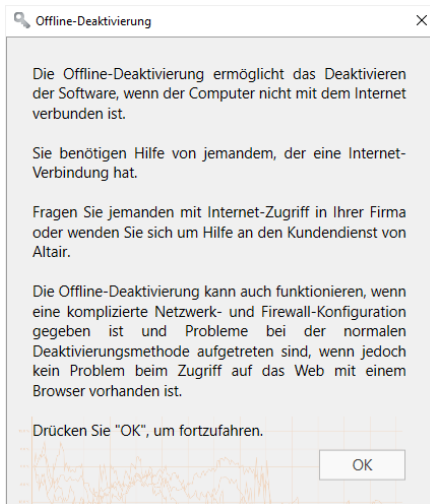 Offline-Deaktivierung
Die Offline-Deaktivierung ermöglicht das Deaktivieren
der Software, wenn der Computer nicht mit dem Internet
verbunden ist.
Sie benötigen Hilfe von jemandem, der eine Internet-
Verbindung hat.
Fragen Sie jemanden mit Internet-Zugriff in Ihrer Firma
oder wenden Sie sich um Hilfe an den Kundendienst von
Altair.
Die Offline-Deaktivierung kann auch funktionieren, wenn
eine komplizierte Netzwerk- und Firewall-Konfiguration
gegeben ist und Probleme bei der normalen
Deaktivierungsmethode aufgetreten sind, wenn jedoch
kein Problem beim Zugriff auf das Web mit einem
Browser vorhanden ist.
Drücken Sie "OK", um fortzufahren.
OK